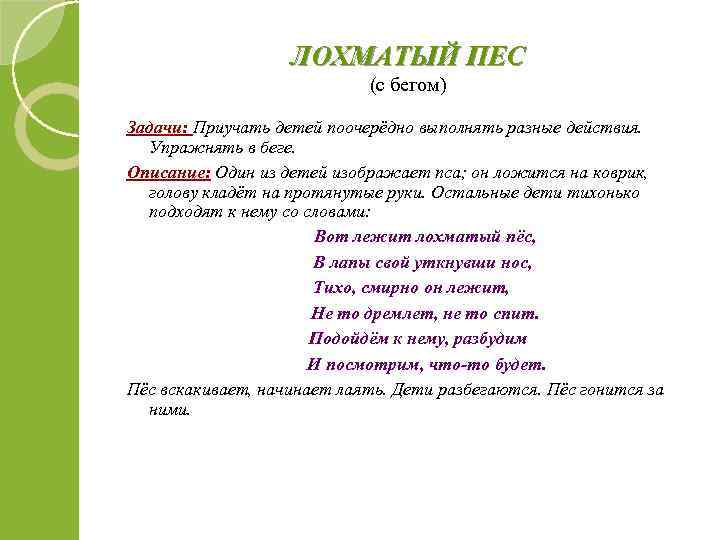 ЛОХМАТЫЙ ПЕС
(с бегом)
Задачи: Приучать детей поочерёдно выполнять разные действия.
Упражнять в беге.
Описание: Один из детей изображает пса; он ложится на коврик,
голову кладёт на протянутые руки. Остальные дети тихонько
подходят к нему со словами:
Вот лежит лохматый пёс,
В лапы свой уткнувши нос,
Тихо, смирно он лежит,
Не то дремлет, не то спит.
Подойдём к нему, разбудим
И посмотрим, что-то будет.
Пёс вскакивает, начинает лаять. Дети разбегаются. Пёс гонится за
ними.